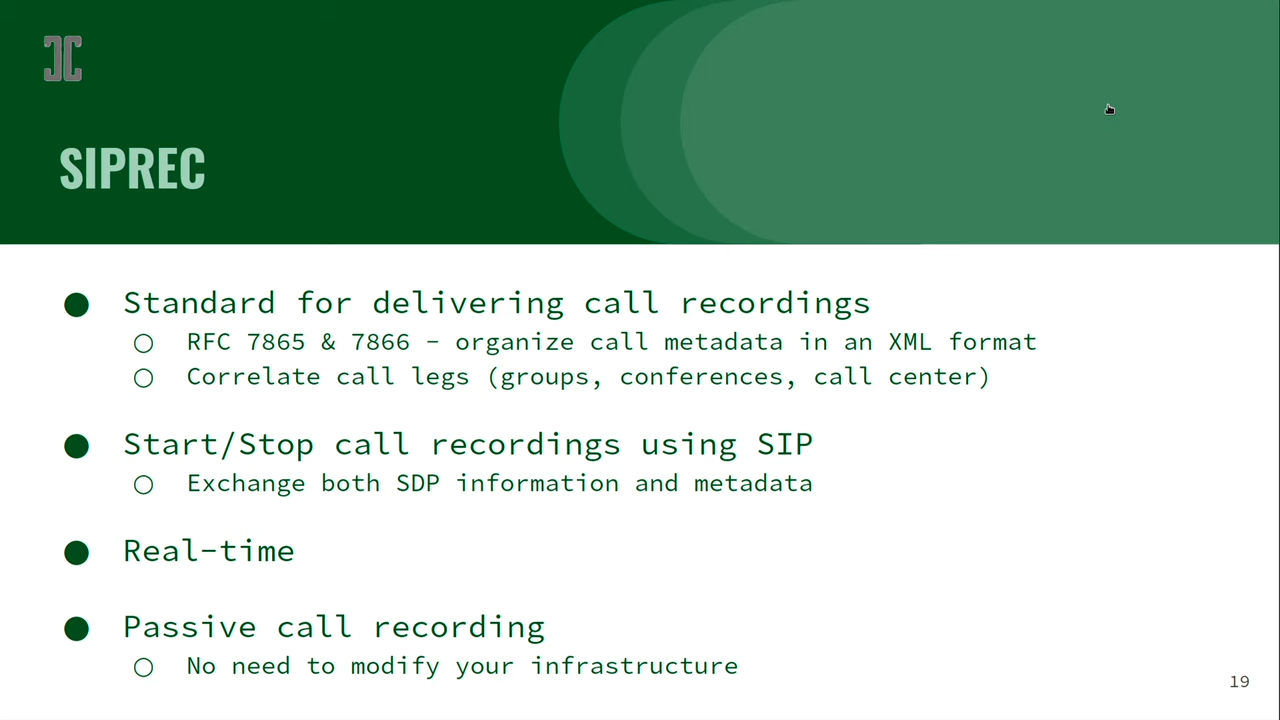 SIPREC
● Standard for delivering call recordings
○ RFC 7865 & 7866 - organize call metadata in an XML format
○ Correlate call legs (groups, conferences, call center)
● Start/Stop call recordings using SIP
○ Exchange both SDP information and metadata
● Real-time
● Passive call recording
○ No need to modify your infrastructure
19